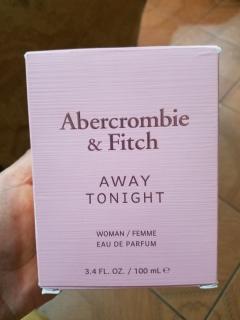 Abercrombie
& Fitch
AWAY
TONIGHT
WOMAN / FEMME
EAU DE PARFUM
3.4 FL. OZ. / 100 mL ℮